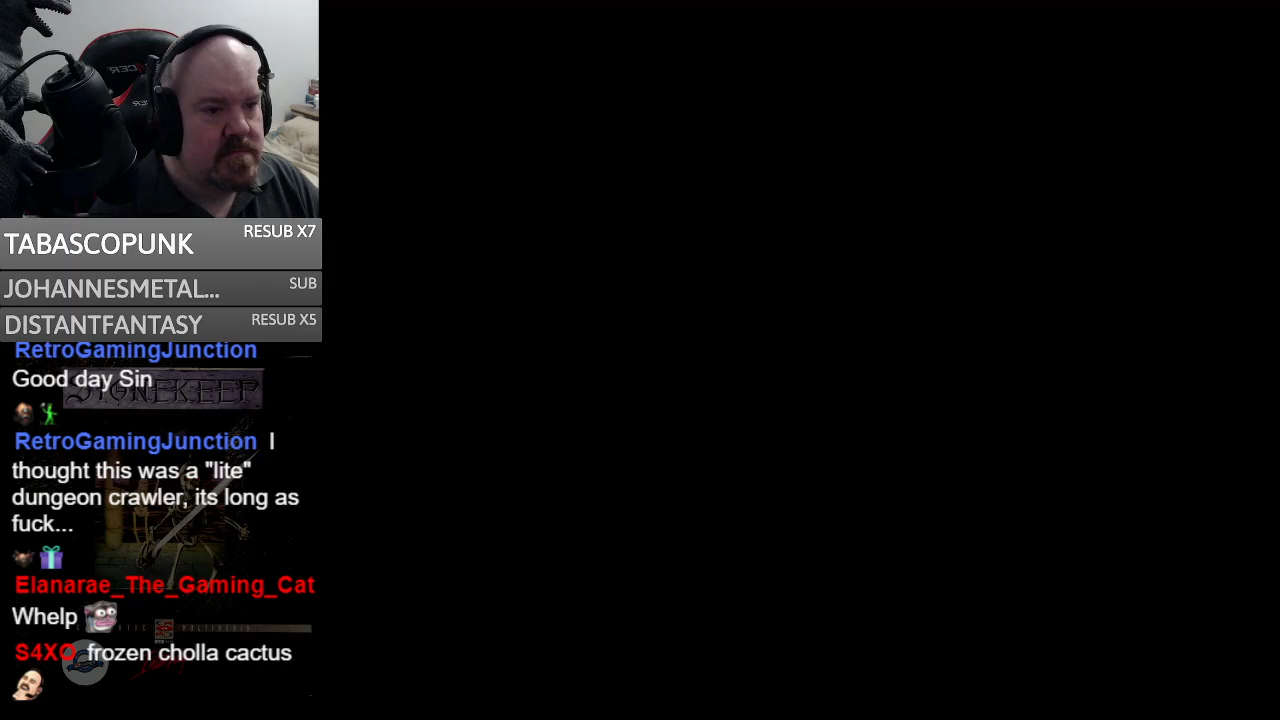 TABASCOPUNK RESUB X7
JOHANNESMETAL... SUB
DISTANTFANTASY RESUB X5
RetroGamingJunction
Good day Sin
STONEKEEP
RetroGamingJunction I
thought this was a "lite"
dungeon crawler, its long as
fuck...
Elanarae_The_Gaming_Cat
Whelp
MULTIMEDIA
S4XO frozen cholla cactus